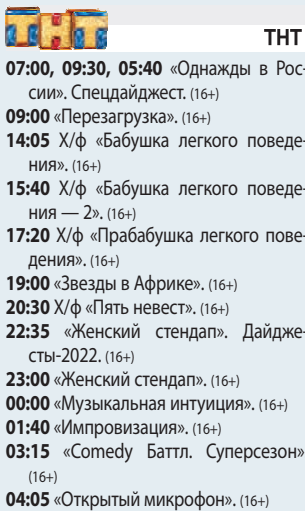 ТНТ ТНТ
07:00, 09:30, 05:40 «Однажды в Рос-
сии». Спецдайджест. (16+)
09:00 «Перезагрузка». (16+)
14:05 Х/ф «Бабушка легкого поведе-
ния». (16+)
15:40 Х/ф «Бабушка легкого поведе-
ния — 2». (16+)
17:20 Х/ф «Прабабушка легкого пове-
дения». (16+)
19:00 «Звезды в Африке». (16+)
20:30 Х/ф «Пять невест». (16+)
22:35 «Женский стендап». Дайдже-
сты-2022. (16+)
23:00 «Женский стендап». (16+)
00:00 «Музыкальная интуиция». (16+)
01:40 «Импровизация». (16+)
03:15 «Comedy Баттл. Суперсезон»
(16+)
04:05 «Открытый микрофон». (16+)